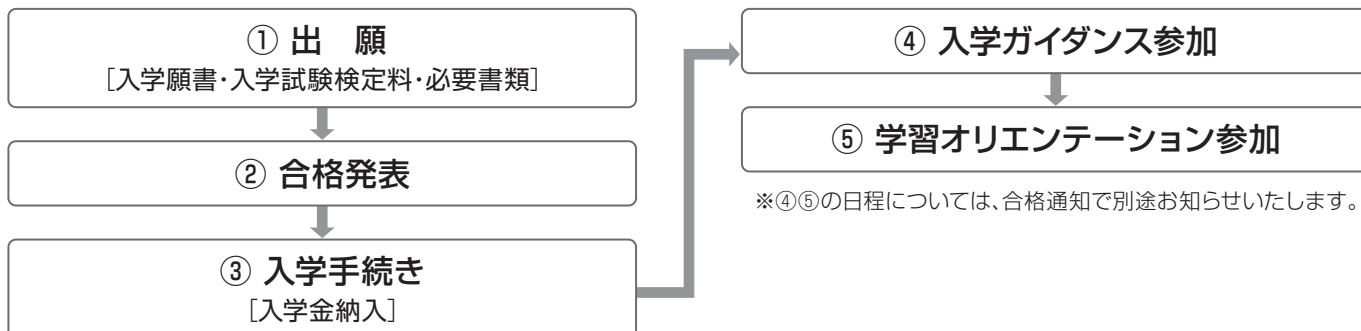 ① 出　願
［入学願書・入学試験検定料・必要書類］
② 合格発表
③ 入学手続き
［入学金納入］
④ 入学ガイダンス参加
⑤ 学習オリエンテーション参加
※④⑤の日程については、合格通知で別途お知らせいたします。